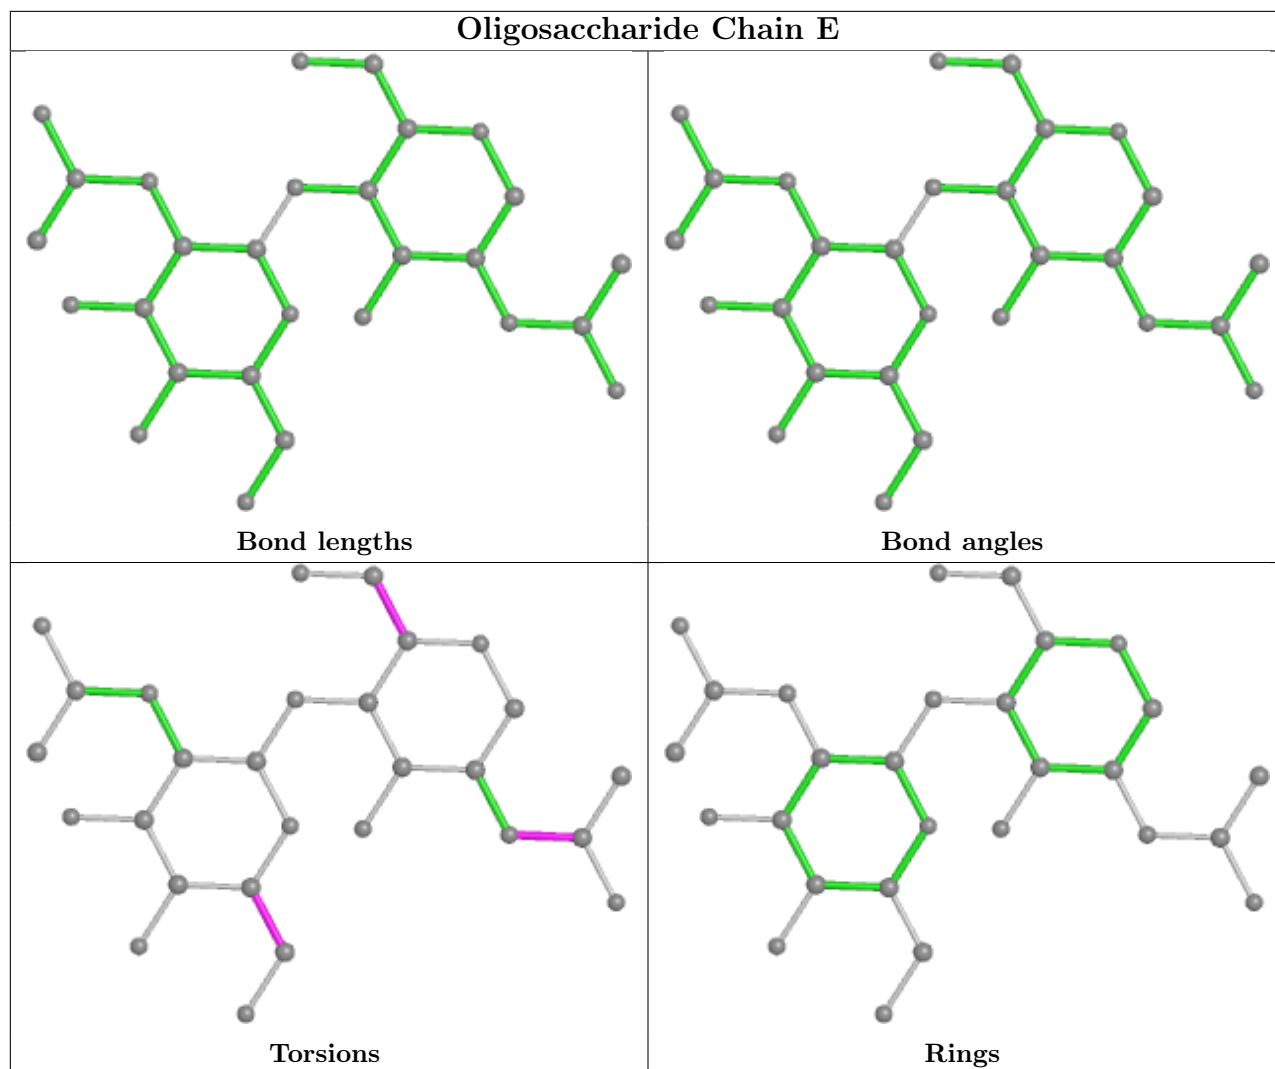 Oligosaccharide Chain E
Bond lengths
Bond angles
Torsions
Rings